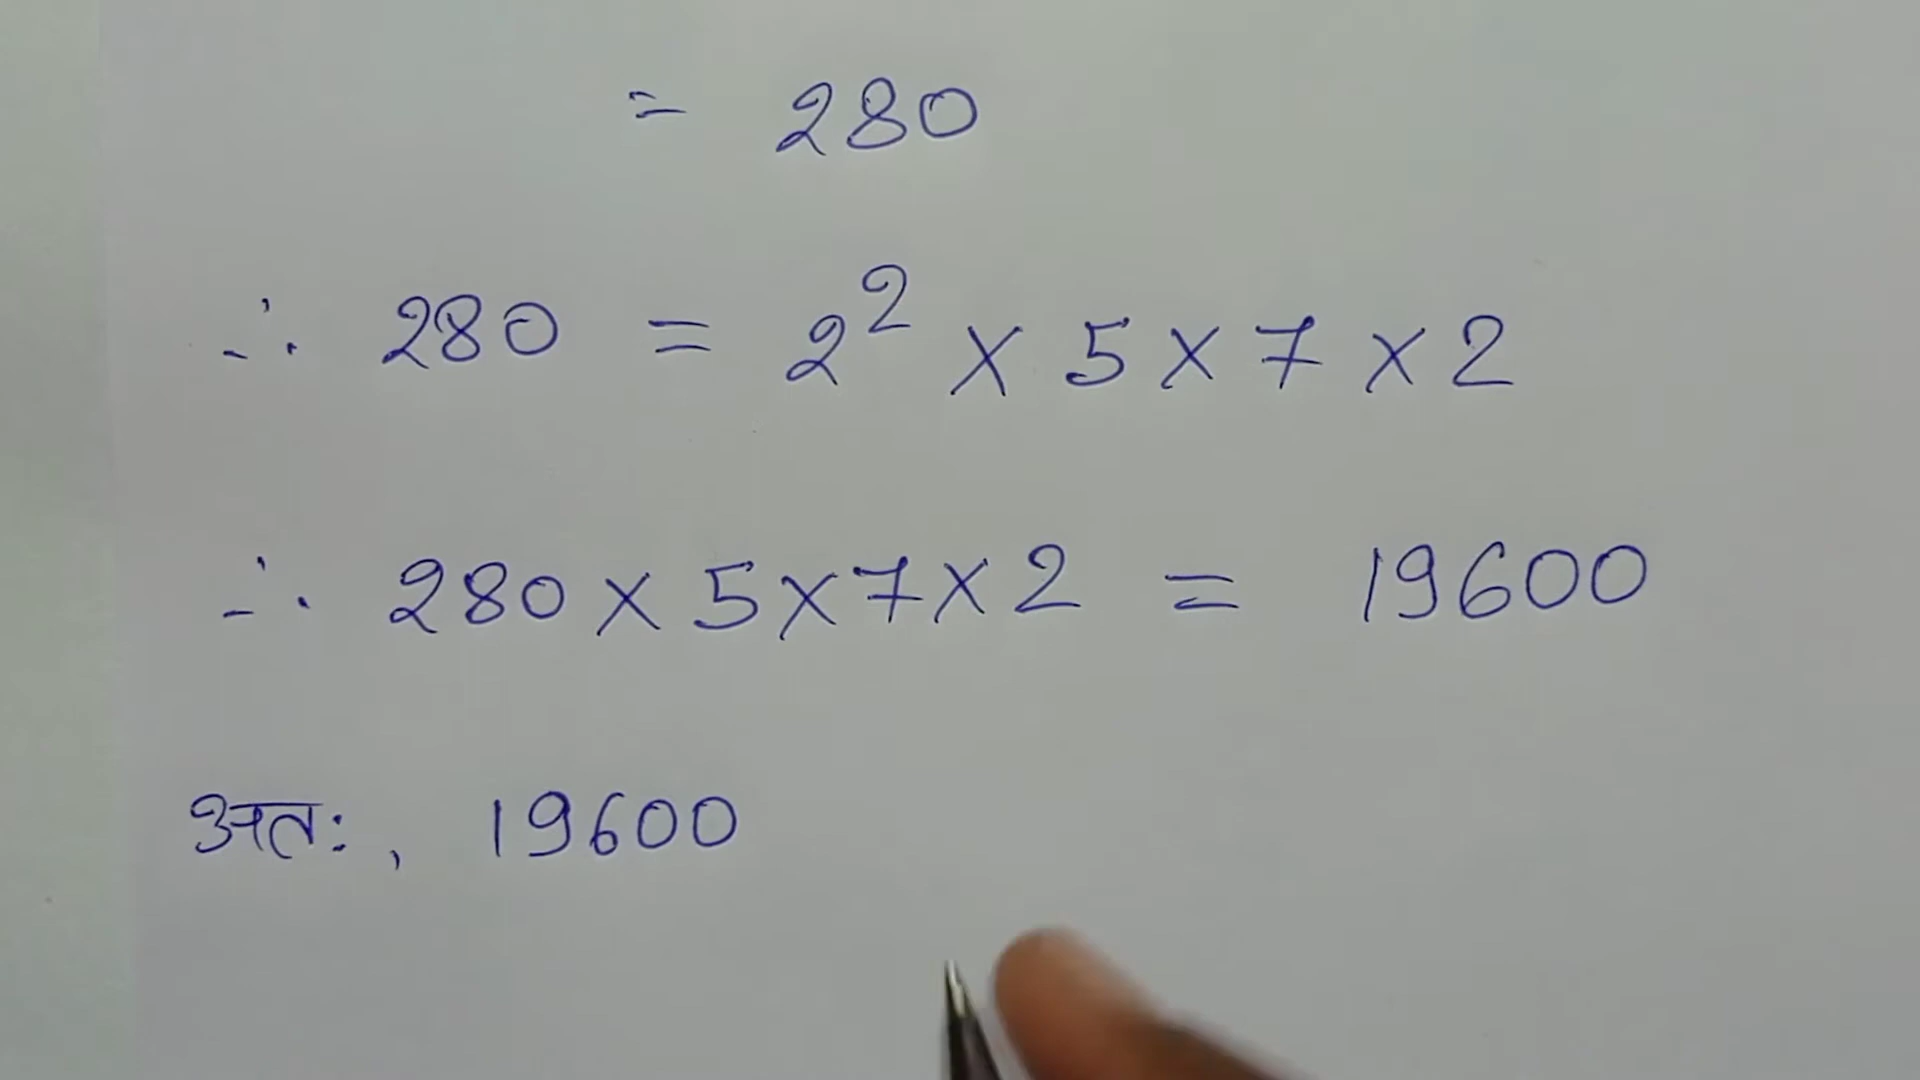 = 280
∴ 280 = 2² × 5 × 7 × 2
∴ 280 × 5 × 7 × 2 = 19600
अतः, 19600